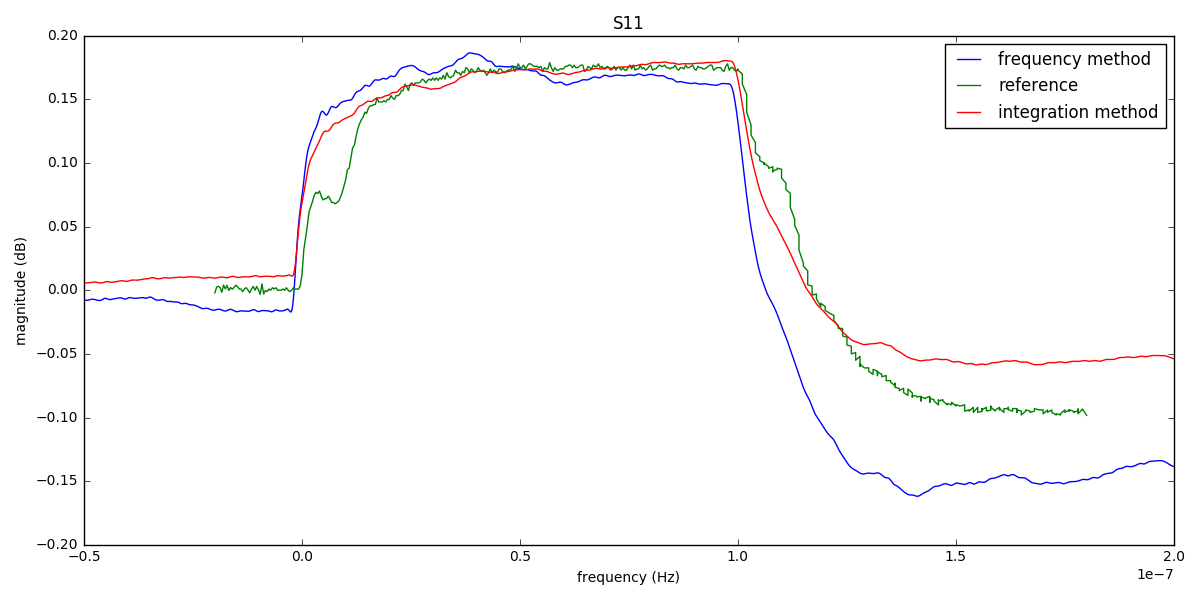 S11
frequency method
reference
integration method
0.20
0.15
0.10
0.05
0.00
−0.05
−0.10
−0.15
−0.20
magnitude (dB)
−0.5
0.0
0.5
1.0
1.5
2.0
1e−7
frequency (Hz)